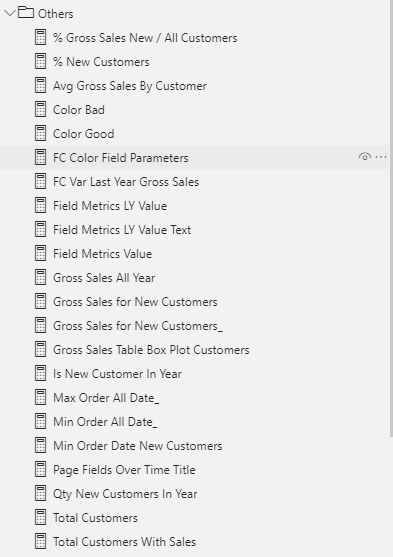 Others
% Gross Sales New / All Customers
% New Customers
Avg Gross Sales By Customer
Color Bad
Color Good
FC Color Field Parameters
FC Var Last Year Gross Sales
Field Metrics LY Value
Field Metrics LY Value Text
Field Metrics Value
Gross Sales All Year
Gross Sales for New Customers
Gross Sales for New Customers_
Gross Sales Table Box Plot Customers
Is New Customer In Year
Max Order All Date_
Min Order All Date_
Min Order Date New Customers
Page Fields Over Time Title
Qty New Customers In Year
Total Customers
Total Customers With Sales